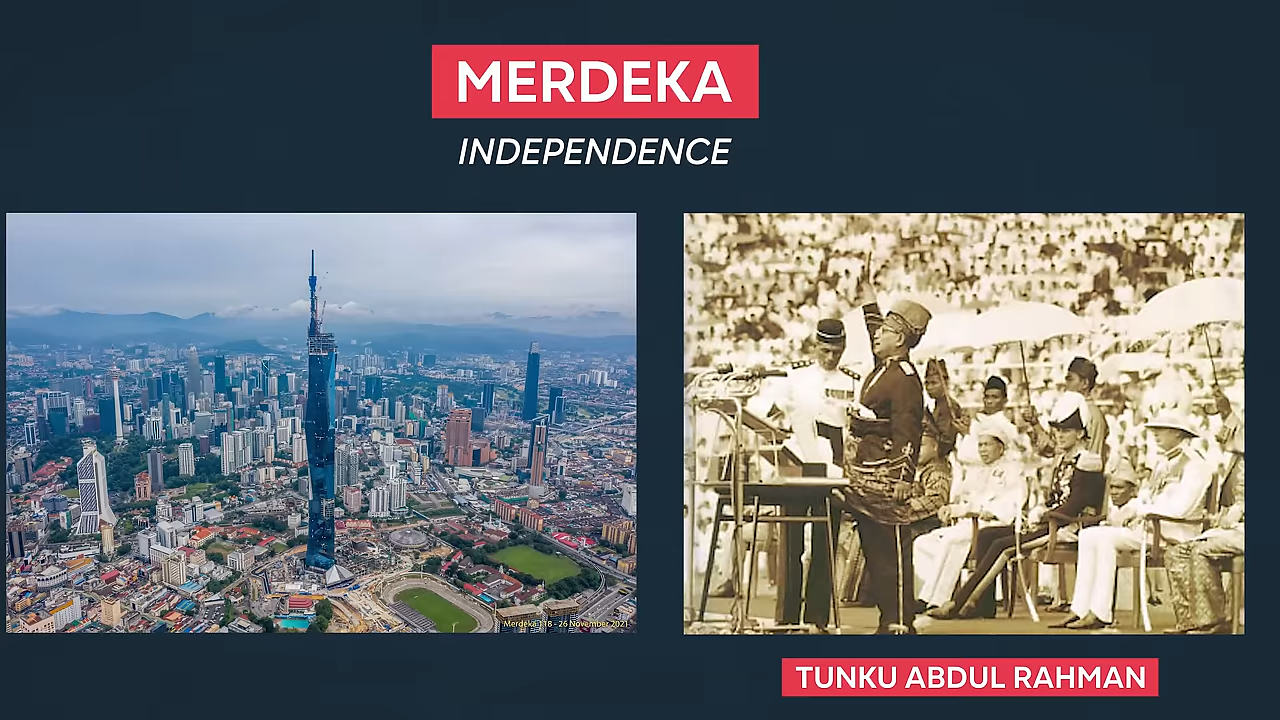 MERDEKA
INDEPENDENCE
Merdeka 118 - 26 November 2021
TUNKU ABDUL RAHMAN